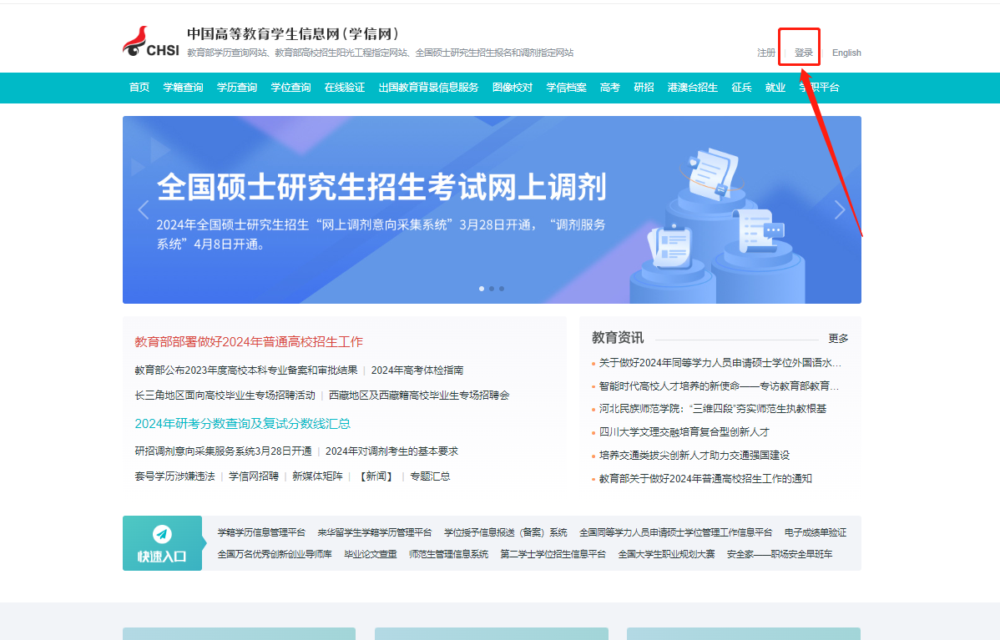 中国高等教育学生信息网（学信网）
CHSI
教育部学历查询网站、教育部高校招生阳光工程指定网站、全国硕士研究生招生报名和调剂指定网站
注册 | 登录 | English
首页 学籍查询 学历查询 学位查询 在线验证 出国教育背景信息服务 图像校对 学信档案 高考 研招 港澳台招生 征兵 就业 学职平台
全国硕士研究生招生考试网上调剂
2024年全国硕士研究生招生“网上调剂意向采集系统”3月28日开通，“调剂服务
系统”4月8日开通。
教育部部署做好2024年普通高校招生工作
教育部公布2023年度高校本科专业备案和审批结果 | 2024年高考体检指南
长三角地区面向高校毕业生专场招聘活动 | 西藏地区及西藏籍高校毕业生专场招聘会
2024年研考分数查询及复试分数线汇总
研招调剂意向采集服务系统3月28日开通 | 2024年对调剂考生的基本要求
套号学历涉嫌违法 | 学信网招聘 | 新媒体矩阵 | 【新闻】 | 专题汇总
教育资讯 更多
关于做好2024年同等学力人员申请硕士学位外国语水...
智能时代高校人才培养的新使命——专访教育部教育...
河北民族师范学院：“三维四段”夯实师范生执教根基
四川大学文理交融培育复合型创新人才
培养交通类拔尖创新人才助力交通强国建设
教育部关于做好2024年普通高校招生工作的通知
快速入口
学籍学历信息管理平台 来华留学生学籍学历管理平台 学位授予信息报送（备案）系统 全国同等学力人员申请硕士学位管理工作信息平台 电子成绩单验证
全国万名优秀创新创业导师库 毕业论文查重 师范生管理信息系统 第二学士学位招生信息平台 全国大学生职业规划大赛 安全家——职场安全早班车